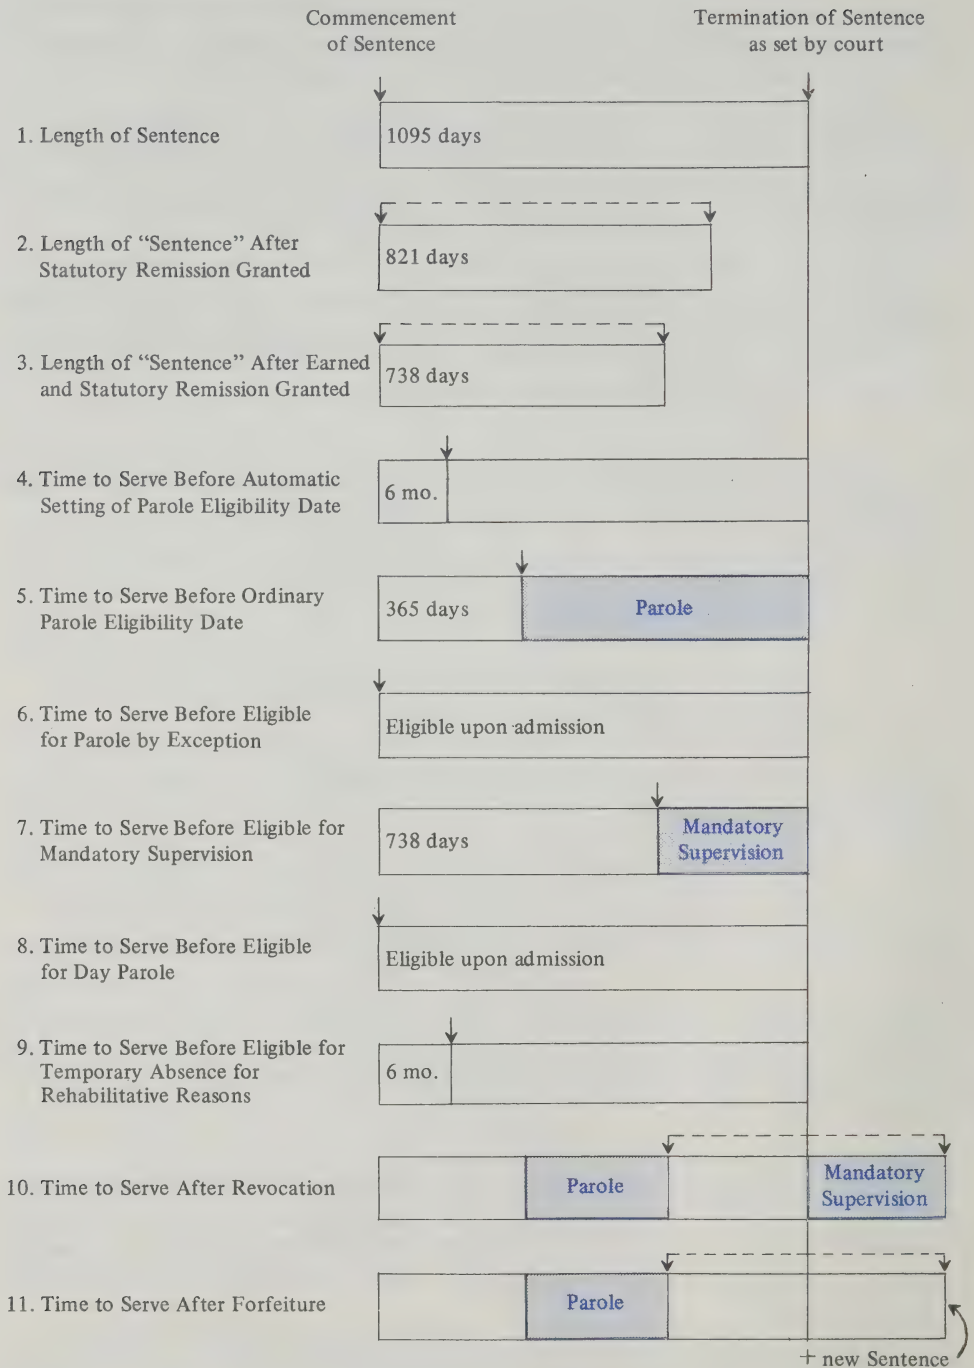 Commencement
of Sentence
Termination of Sentence
as set by court
1. Length of Sentence
1095 days
2. Length of “Sentence” After
Statutory Remission Granted
821 days
3. Length of “Sentence” After Earned
and Statutory Remission Granted
738 days
4. Time to Serve Before Automatic
Setting of Parole Eligibility Date
6 mo.
5. Time to Serve Before Ordinary
Parole Eligibility Date
365 days
Parole
6. Time to Serve Before Eligible
for Parole by Exception
Eligible upon admission
7. Time to Serve Before Eligible for
Mandatory Supervision
738 days
Mandatory
Supervision
8. Time to Serve Before Eligible
for Day Parole
Eligible upon admission
9. Time to Serve Before Eligible for
Temporary Absence for
Rehabilitative Reasons
6 mo.
10. Time to Serve After Revocation
Parole
Mandatory
Supervision
11. Time to Serve After Forfeiture
Parole
+ new Sentence